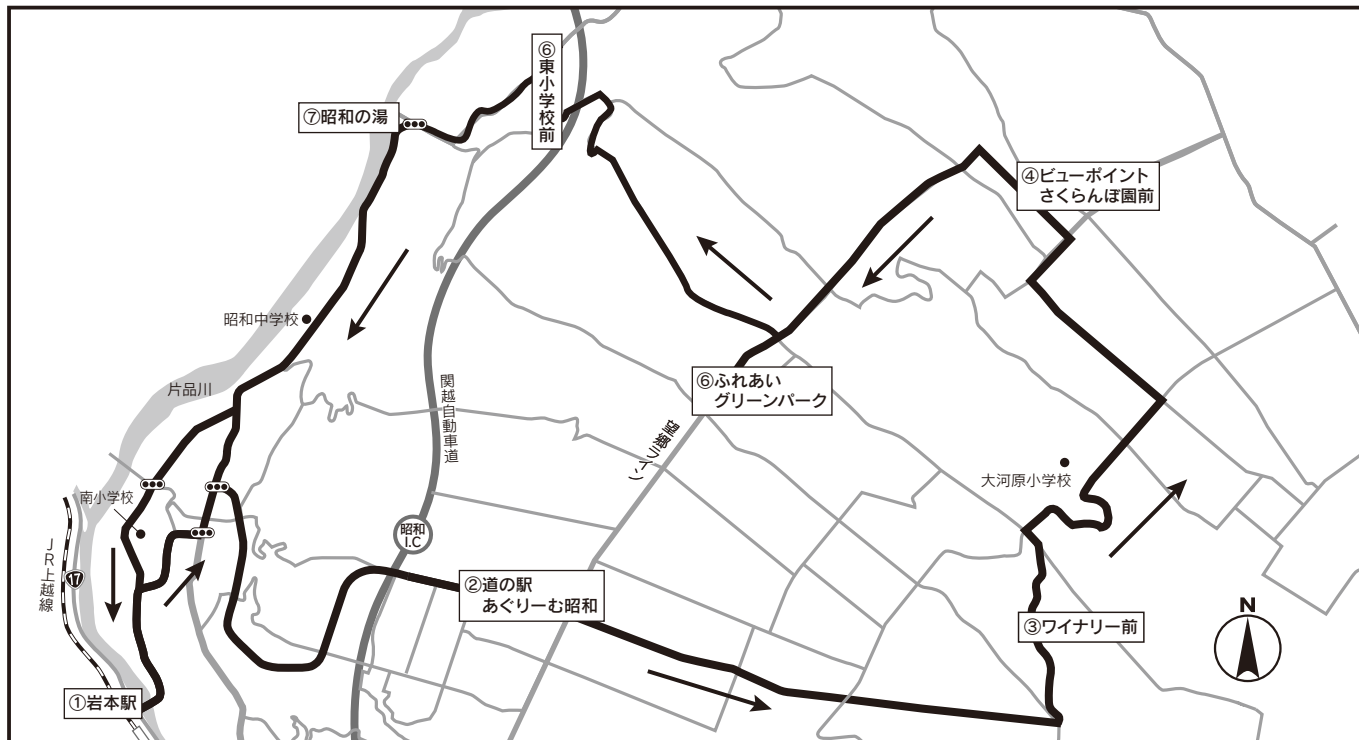 ⑥東小学校前
⑦昭和の湯
④ビューポイント
さくらんぼ園前
昭和中学校
片品川
関越自動車道
⑥ふれあい
グリーンパーク
望郷ライン
大河原小学校
南小学校
昭和
I.C
JR上越線
17
②道の駅
あぐりーむ昭和
③ワイナリー前
N
①岩本駅